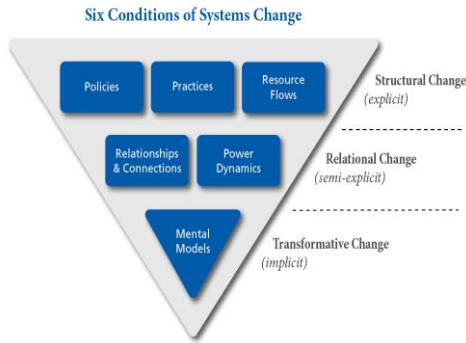 Six Conditions of Systems Change
Policies
Practices
Resource
Flows
Structural Change
(explicit)
Relationships
& Connections
Power
Dynamics
Relational Change
(semi-explicit)
Mental
Models
Transformative Change
(implicit)